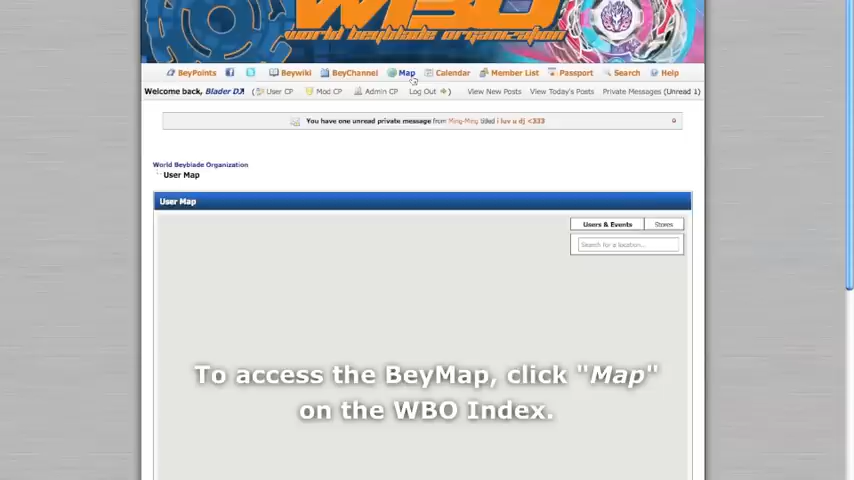 WBO
world beyblade organization
BeyPoints Beywiki BeyChannel Map Calendar Member List Passport Search Help
Welcome back, Blader DJ! ( User CP Mod CP Admin CP Log Out ) View New Posts View Today's Posts Private Messages (Unread 1)
You have one unread private message from Ming-Ming titled i luv u dj <333
World Beyblade Organization
User Map
User Map
Users & Events Stores
Search for a location...
To access the BeyMap, click "Map"
on the WBO Index.